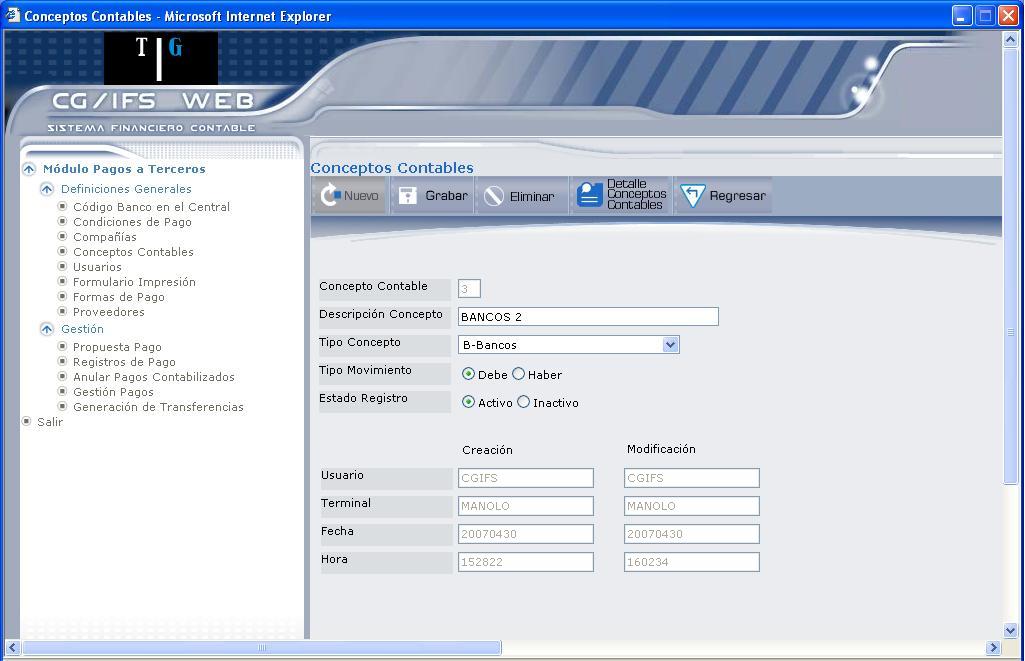 Conceptos Contables - Microsoft Internet Explorer
T G
CG/IFS WEB
SISTEMA FINANCIERO CONTABLE
Módulo Pagos a Terceros
Definiciones Generales
Código Banco en el Central
Condiciones de Pago
Compañías
Conceptos Contables
Usuarios
Formulario Impresión
Formas de Pago
Proveedores
Gestión
Propuesta Pago
Registros de Pago
Anular Pagos Contabilizados
Gestión Pagos
Generación de Transferencias
Salir
Conceptos Contables
Nuevo Grabar Eliminar Detalle Conceptos Contables Regresar
Concepto Contable 3
Descripción Concepto BANCOS 2
Tipo Concepto B-Bancos
Tipo Movimiento Debe Haber
Estado Registro Activo Inactivo
Creación Modificación
Usuario CGIFS CGIFS
Terminal MANOLO MANOLO
Fecha 20070430 20070430
Hora 152822 160234